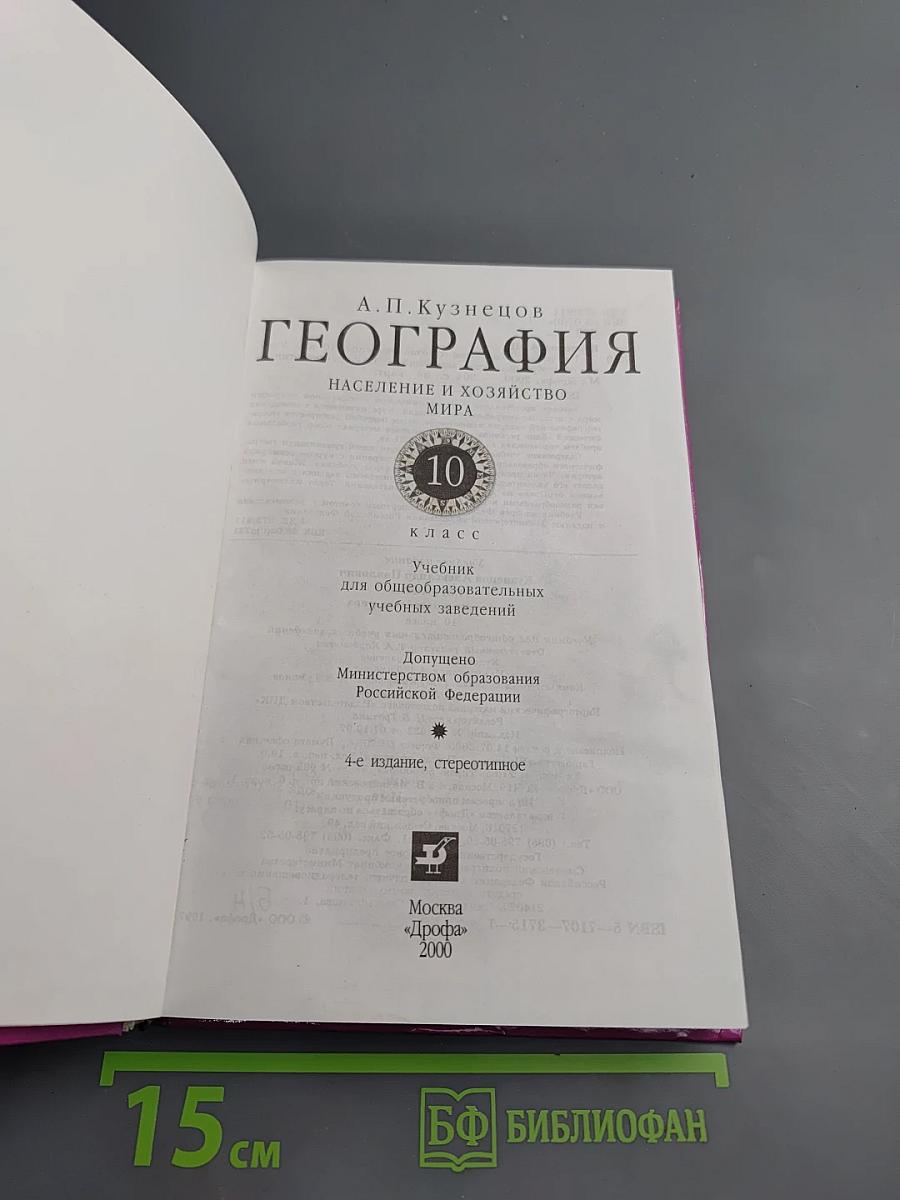 А.П.Кузнецов
ГЕОГРАФИЯ
НАСЕЛЕНИЕ И ХОЗЯЙСТВО
МИРА
10
класс
Учебник
для общеобразовательных
учебных заведений
Допущено
Министерством образования
Российской Федерации
4-е издание, стереотипное
Москва
«Дрофа»
2000
15 см
БФ БИБЛИОФАН